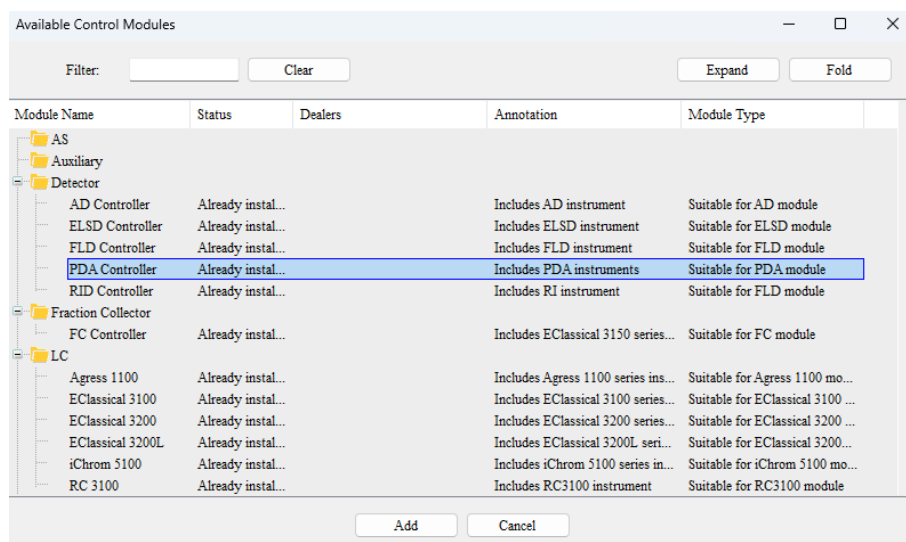 Available Control Modules
Filter: Clear Expand Fold
Module Name Status Dealers Annotation Module Type
AS
Auxiliary
Detector
AD Controller Already instal... Includes AD instrument Suitable for AD module
ELSD Controller Already instal... Includes ELSD instrument Suitable for ELSD module
FLD Controller Already instal... Includes FLD instrument Suitable for FLD module
PDA Controller Already instal... Includes PDA instruments Suitable for PDA module
RID Controller Already instal... Includes RI instrument Suitable for FLD module
Fraction Collector
FC Controller Already instal... Includes EClassical 3150 series... Suitable for FC module
LC
Agress 1100 Already instal... Includes Agress 1100 series ins... Suitable for Agress 1100 mo...
EClassical 3100 Already instal... Includes EClassical 3100 series... Suitable for EClassical 3100 ...
EClassical 3200 Already instal... Includes EClassical 3200 series... Suitable for EClassical 3200 ...
EClassical 3200L Already instal... Includes EClassical 3200L seri... Suitable for EClassical 3200...
iChrom 5100 Already instal... Includes iChrom 5100 series in... Suitable for iChrom 5100 mo...
RC 3100 Already instal... Includes RC3100 instrument Suitable for RC3100 module
Add Cancel